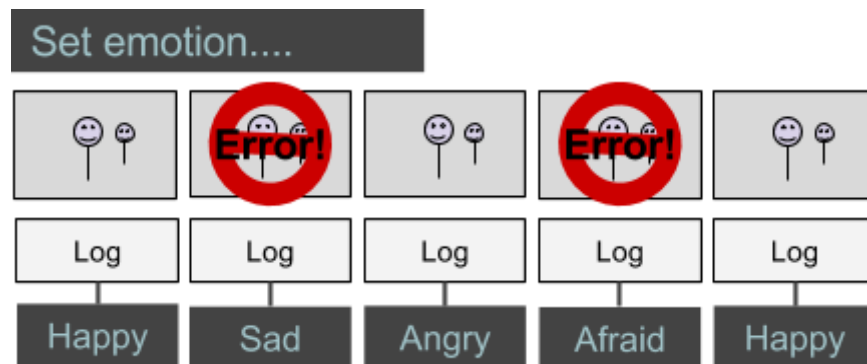 Set emotion....
Error! Error!
Log Log Log Log Log
Happy Sad Angry Afraid Happy